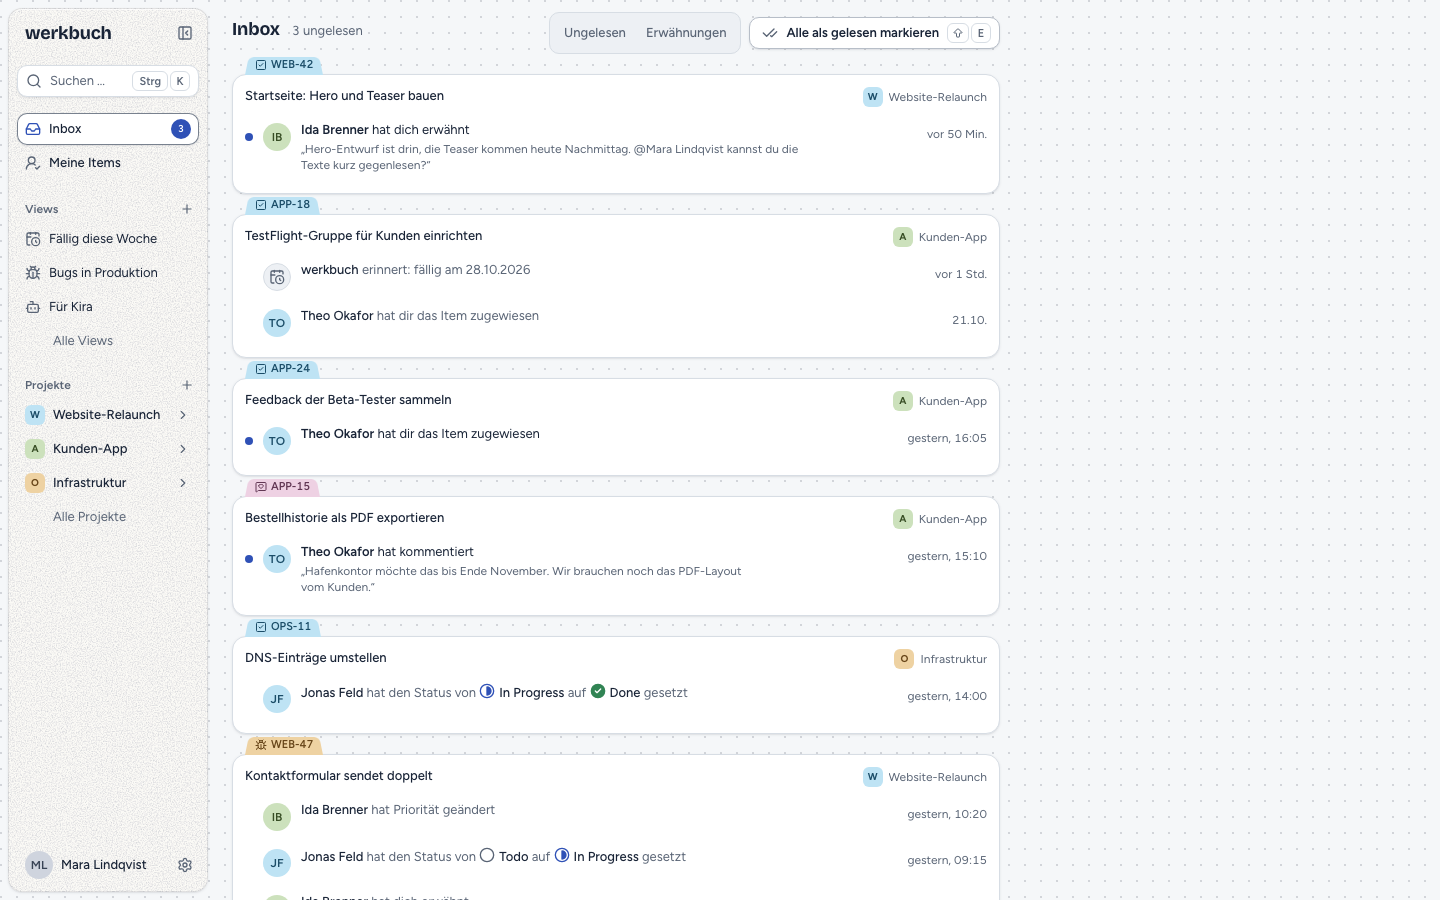 werkbuch
Suchen ... Strg K
Inbox 3
Meine Items
Views
Fällig diese Woche
Bugs in Produktion
Für Kira
Alle Views
Projekte
W Website-Relaunch
A Kunden-App
O Infrastruktur
Alle Projekte
ML Mara Lindqvist
Inbox 3 ungelesen
Ungelesen Erwähnungen
Alle als gelesen markieren ⇧ E
WEB-42
Startseite: Hero und Teaser bauen
W Website-Relaunch
IB Ida Brenner hat dich erwähnt
vor 50 Min.
„Hero-Entwurf ist drin, die Teaser kommen heute Nachmittag. @Mara Lindqvist kannst du die
Texte kurz gegenlesen?“
APP-18
TestFlight-Gruppe für Kunden einrichten
A Kunden-App
werkbuch erinnert: fällig am 28.10.2026
vor 1 Std.
TO Theo Okafor hat dir das Item zugewiesen
21.10.
APP-24
Feedback der Beta-Tester sammeln
A Kunden-App
TO Theo Okafor hat dir das Item zugewiesen
gestern, 16:05
APP-15
Bestellhistorie als PDF exportieren
A Kunden-App
TO Theo Okafor hat kommentiert
gestern, 15:10
„Hafenkontor möchte das bis Ende November. Wir brauchen noch das PDF-Layout
vom Kunden.“
OPS-11
DNS-Einträge umstellen
O Infrastruktur
JF Jonas Feld hat den Status von In Progress auf Done gesetzt
gestern, 14:00
WEB-47
Kontaktformular sendet doppelt
W Website-Relaunch
IB Ida Brenner hat Priorität geändert
gestern, 10:20
JF Jonas Feld hat den Status von Todo auf In Progress gesetzt
gestern, 09:15
Ida Brenner hat dich erwähnt